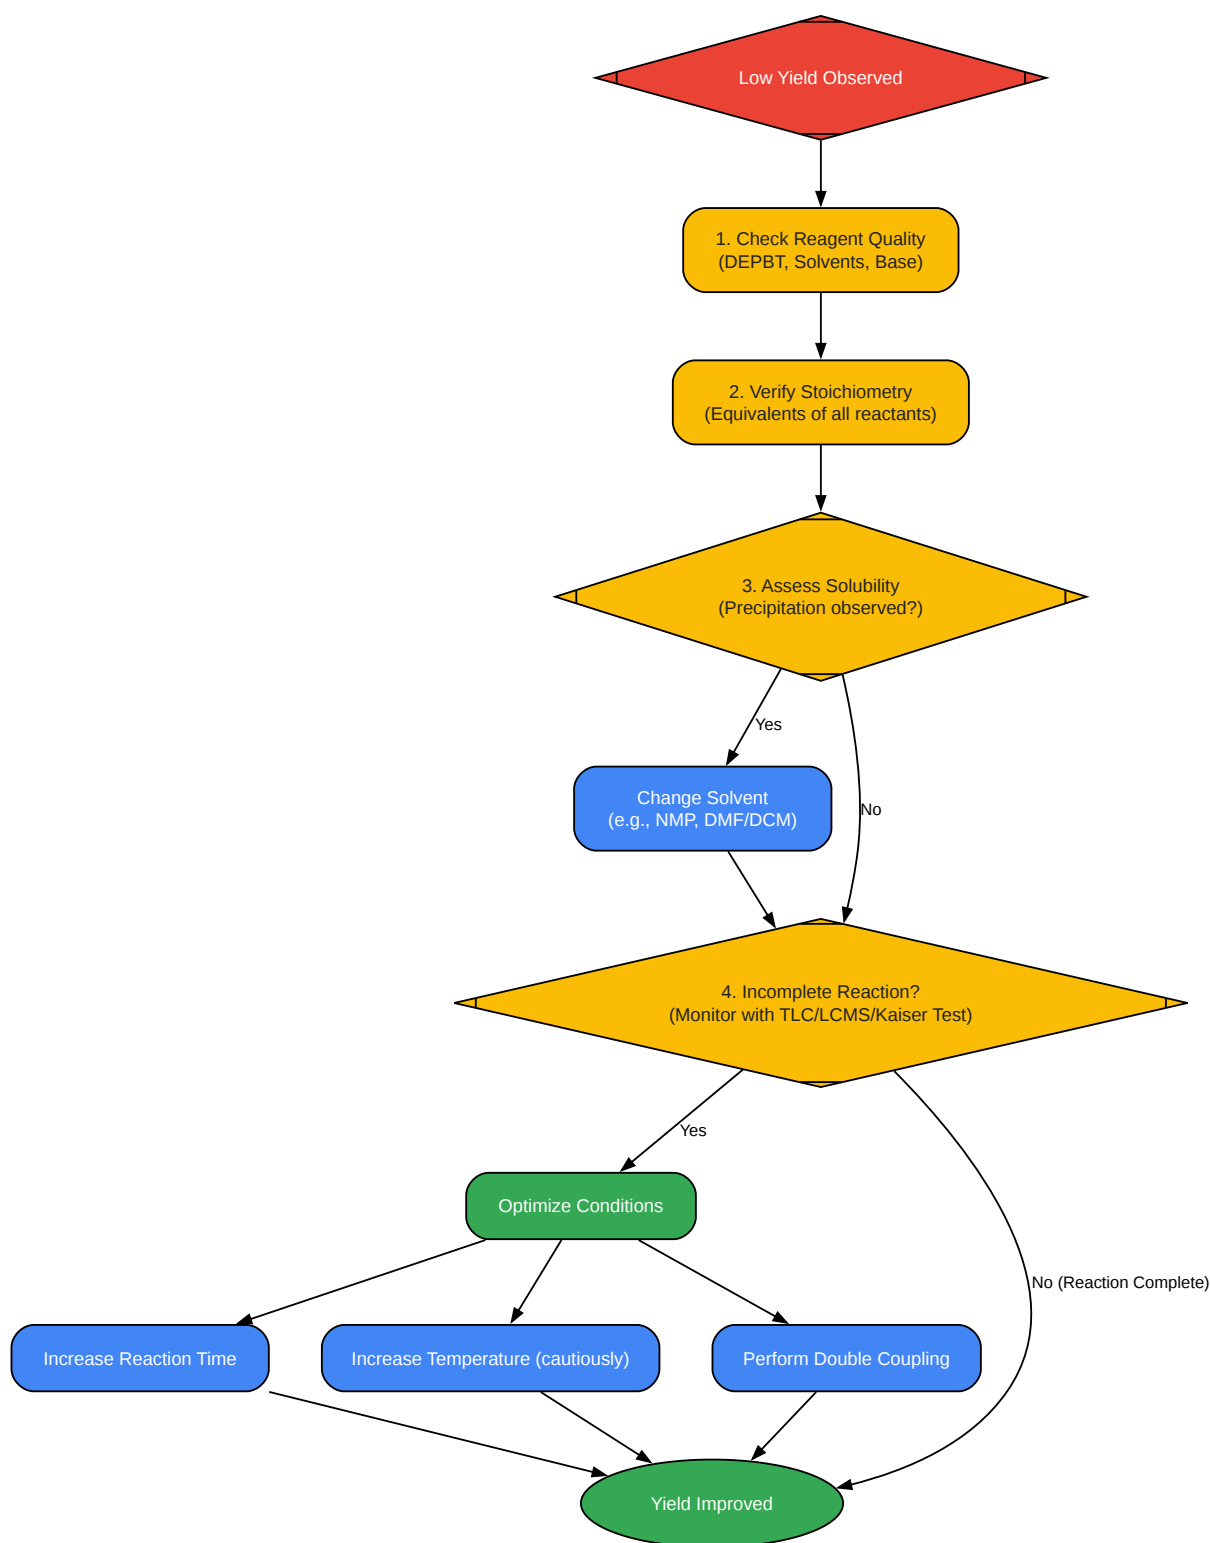 Low Yield Observed
1. Check Reagent Quality
(DEPBT, Solvents, Base)
2. Verify Stoichiometry
(Equivalents of all reactants)
3. Assess Solubility
(Precipitation observed?)
Yes
Change Solvent
(e.g., NMP, DMF/DCM)
No
4. Incomplete Reaction?
(Monitor with TLC/LCMS/Kaiser Test)
Yes
Optimize Conditions
No (Reaction Complete)
Increase Reaction Time
Increase Temperature (cautiously)
Perform Double Coupling
Yield Improved